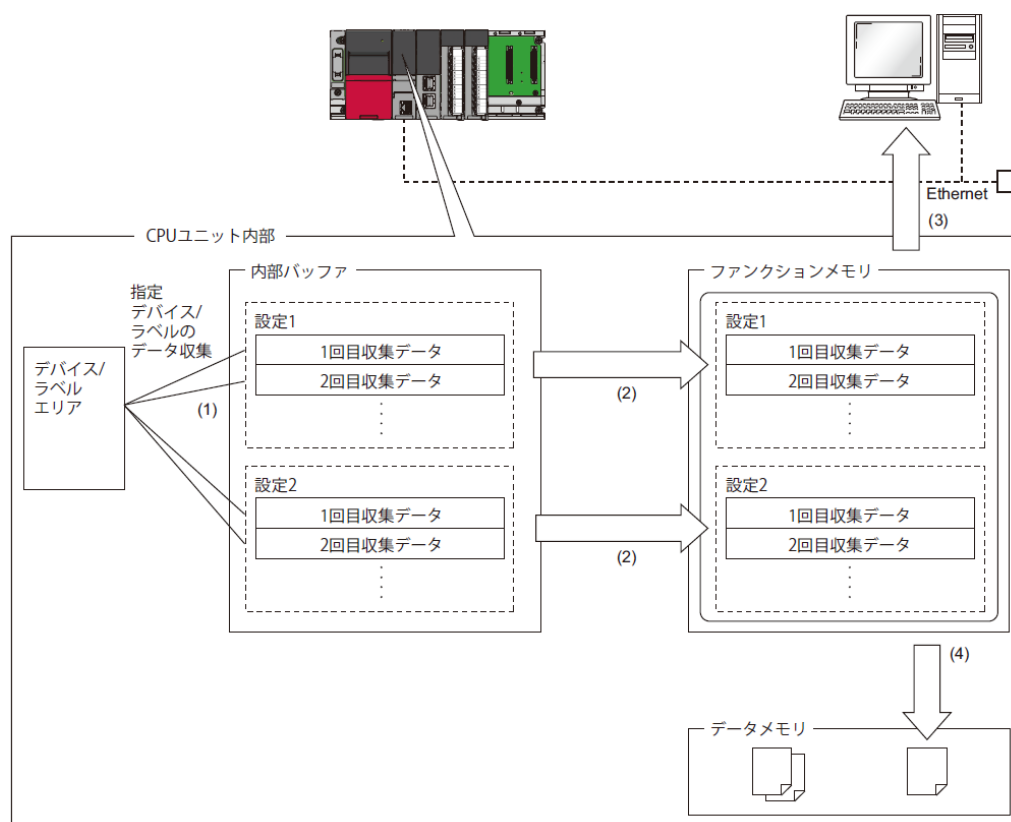 Ethernet
(3)
CPUユニット内部
指定
デバイス/
ラベルの
データ収集
デバイス/
ラベル
エリア
(1)
内部バッファ
設定1
1回目収集データ
2回目収集データ
設定2
1回目収集データ
2回目収集データ
(2)
(2)
ファンクションメモリ
設定1
1回目収集データ
2回目収集データ
設定2
1回目収集データ
2回目収集データ
(4)
データメモリ